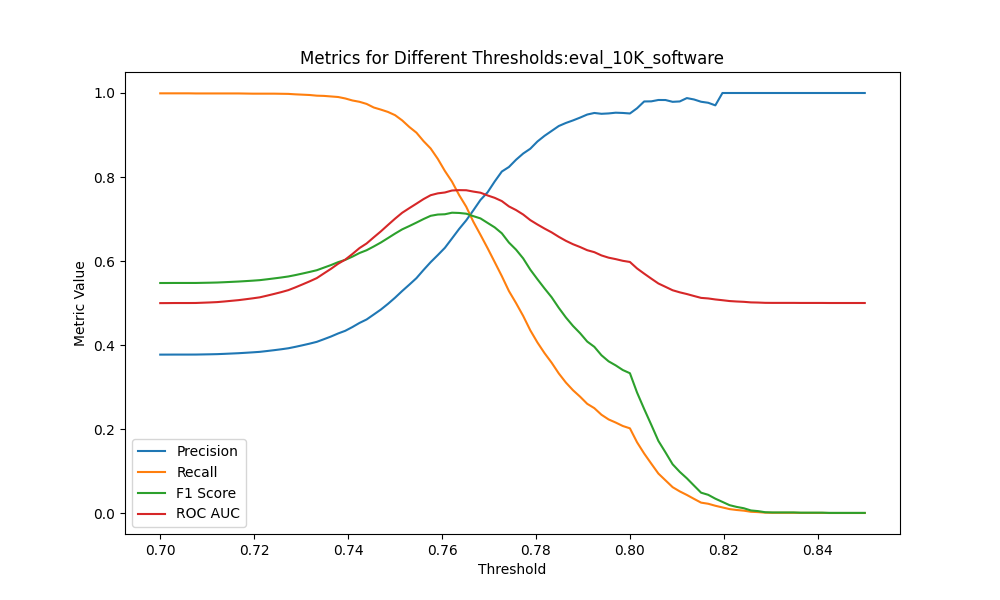 Metrics for Different Thresholds:eval_10K_software
Metric Value
1.0
0.8
0.6
0.4
0.2
0.0
Precision
Recall
F1 Score
ROC AUC
0.70 0.72 0.74 0.76 0.78 0.80 0.82 0.84
Threshold